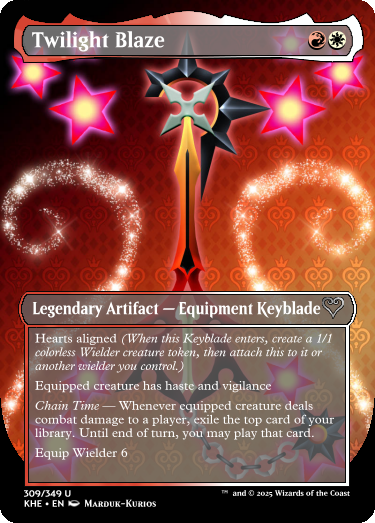 Twilight Blaze
Legendary Artifact — Equipment Keyblade
Hearts aligned (When this Keyblade enters, create a 1/1
colorless Wielder creature token, then attach this to it or
another wielder you control.)
Equipped creature has haste and vigilance
Chain Time — Whenever equipped creature deals
combat damage to a player, exile the top card of your
library. Until end of turn, you may play that card.
Equip Wielder 6
309/349 U
KHE • EN Marduk-Kurios
™ and © 2025 Wizards of the Coast